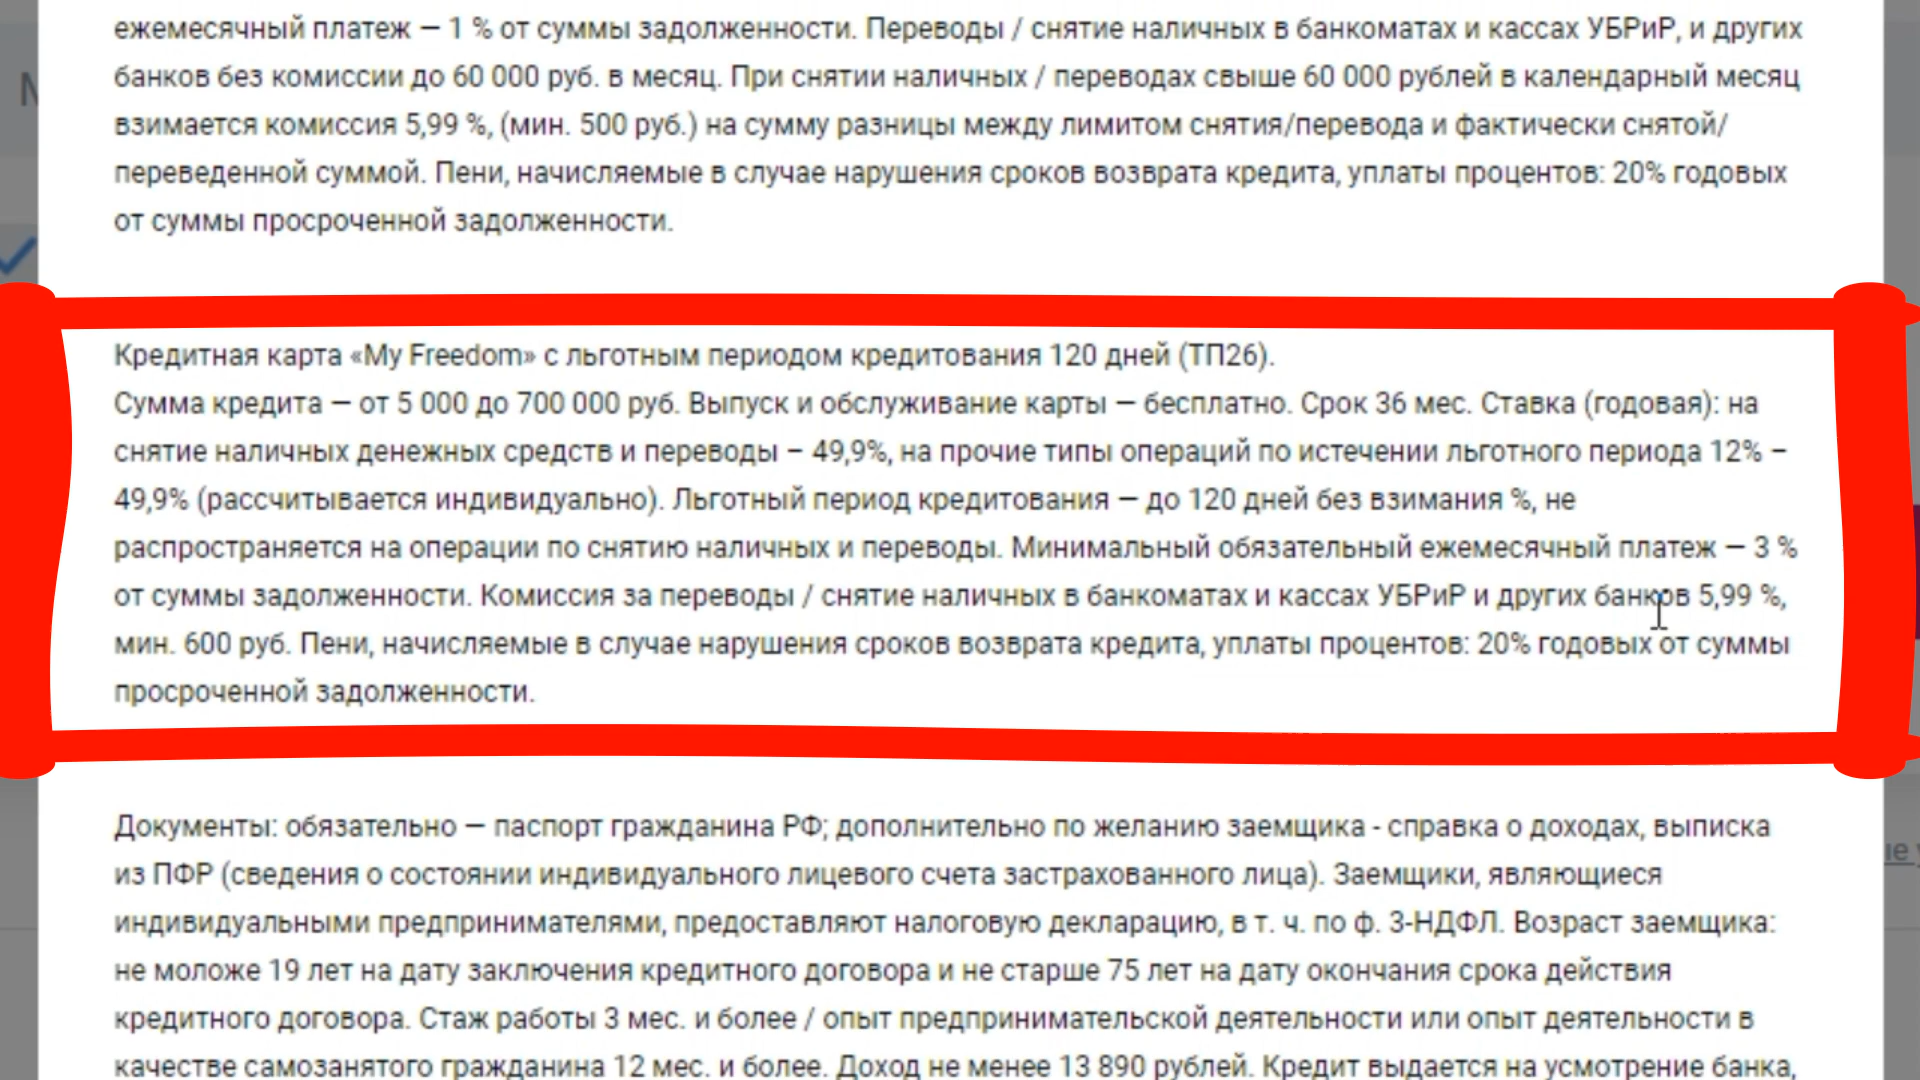 ежемесячный платеж — 1 % от суммы задолженности. Переводы / снятие наличных в банкоматах и кассах УБРиР, и других
банков без комиссии до 60 000 руб. в месяц. При снятии наличных / переводах свыше 60 000 рублей в календарный месяц
взимается комиссия 5,99 %, (мин. 500 руб.) на сумму разницы между лимитом снятия/перевода и фактически снятой/
переведенной суммой. Пени, начисляемые в случае нарушения сроков возврата кредита, уплаты процентов: 20% годовых
от суммы просроченной задолженности.
Кредитная карта «My Freedom» с льготным периодом кредитования 120 дней (ТП26).
Сумма кредита — от 5 000 до 700 000 руб. Выпуск и обслуживание карты — бесплатно. Срок 36 мес. Ставка (годовая): на
снятие наличных денежных средств и переводы – 49,9%, на прочие типы операций по истечении льготного периода 12% –
49,9% (рассчитывается индивидуально). Льготный период кредитования — до 120 дней без взимания %, не
распространяется на операции по снятию наличных и переводы. Минимальный обязательный ежемесячный платеж — 3 %
от суммы задолженности. Комиссия за переводы / снятие наличных в банкоматах и кассах УБРиР и других банков 5,99 %,
мин. 600 руб. Пени, начисляемые в случае нарушения сроков возврата кредита, уплаты процентов: 20% годовых от суммы
просроченной задолженности.
Документы: обязательно — паспорт гражданина РФ; дополнительно по желанию заемщика - справка о доходах, выписка
из ПФР (сведения о состоянии индивидуального лицевого счета застрахованного лица). Заемщики, являющиеся
индивидуальными предпринимателями, предоставляют налоговую декларацию, в т. ч. по ф. 3-НДФЛ. Возраст заемщика:
не моложе 19 лет на дату заключения кредитного договора и не старше 75 лет на дату окончания срока действия
кредитного договора. Стаж работы 3 мес. и более / опыт предпринимательской деятельности или опыт деятельности в
качестве самозанятого гражданина 12 мес. и более. Доход не менее 13 890 рублей. Кредит выдается на усмотрение банка,